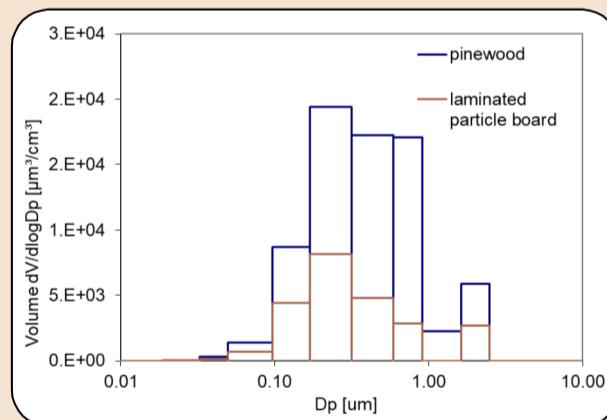 3.E+04
2.E+04
2.E+04
1.E+04
5.E+03
0.E+00
Volume dV/dlogDp [µm³/cm³]
pinewood
laminated
particle board
0.01
0.10
1.00
10.00
Dp [um]